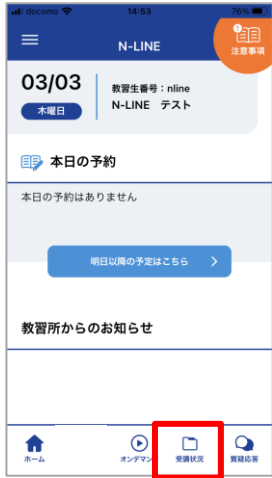 docomo 14:53 76%
N-LINE
注意事項
03/03
木曜日
教習生番号：nline
N-LINE テスト
本日の予約
本日の予約はありません
明日以降の予定はこちら
教習所からのお知らせ
ホーム
オンデマン
受講状況
質疑応答